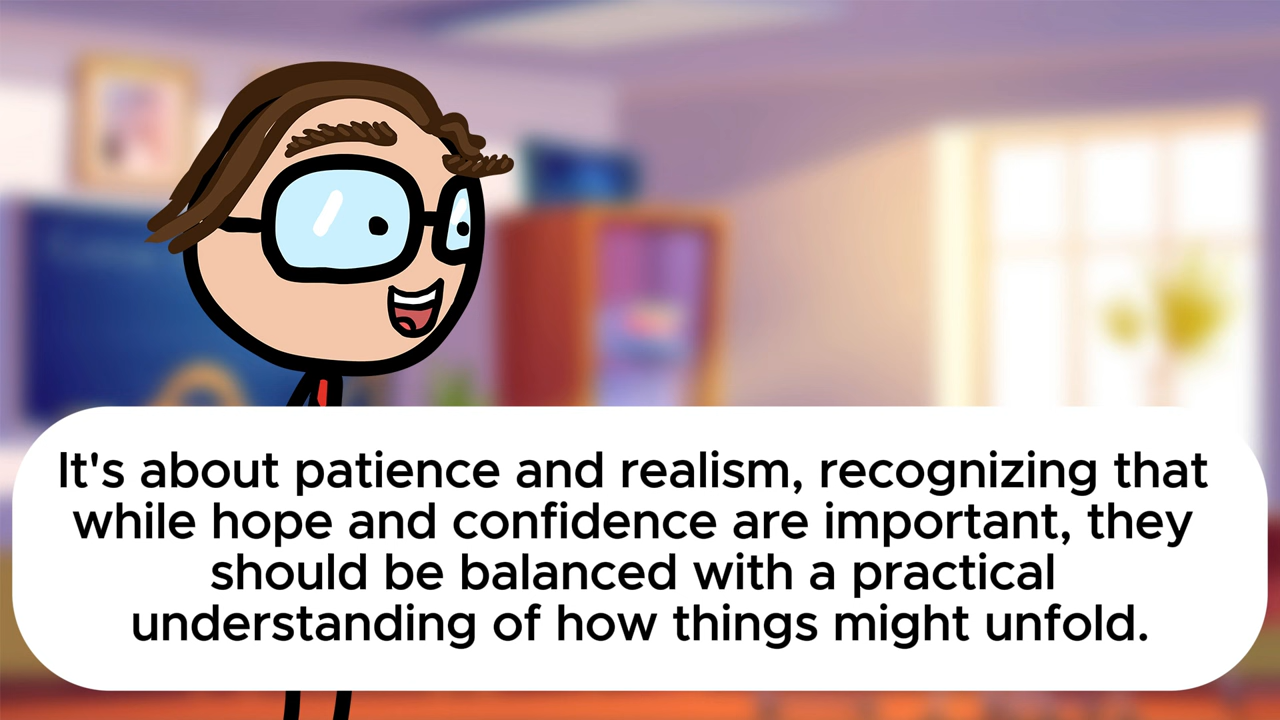 It's about patience and realism, recognizing that
while hope and confidence are important, they
should be balanced with a practical
understanding of how things might unfold.